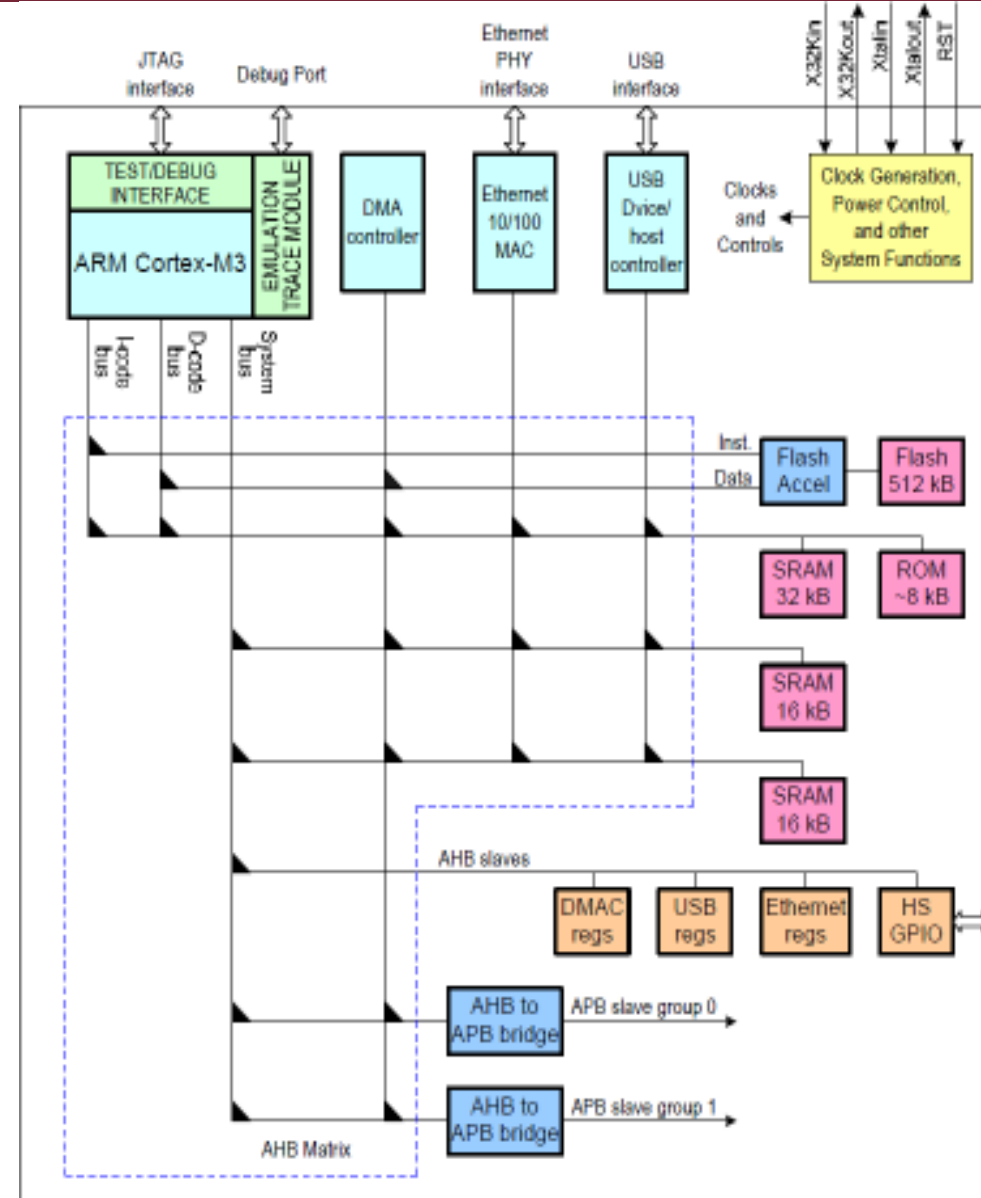 JTAG
interface
Debug Port
Ethernet
PHY
interface
USB
interface
X32Kin
X32Kout
Xtalin
Xtalout
RST
TEST/DEBUG
INTERFACE
ARM Cortex-M3
EMULATION
TRACE MODULE
DMA
controller
Ethernet
10/100
MAC
USB
Dvice/
host
controller
Clocks
and
Controls
Clock Generation,
Power Control,
and other
System Functions
I-code
bus
D-code
bus
System
bus
Inst.
Data
Flash
Accel
Flash
512 kB
SRAM
32 kB
ROM
~8 kB
SRAM
16 kB
SRAM
16 kB
AHB slaves
DMAC
regs
USB
regs
Ethernet
regs
HS
GPIO
AHB to
APB bridge
APB slave group 0
AHB to
APB bridge
APB slave group 1
AHB Matrix